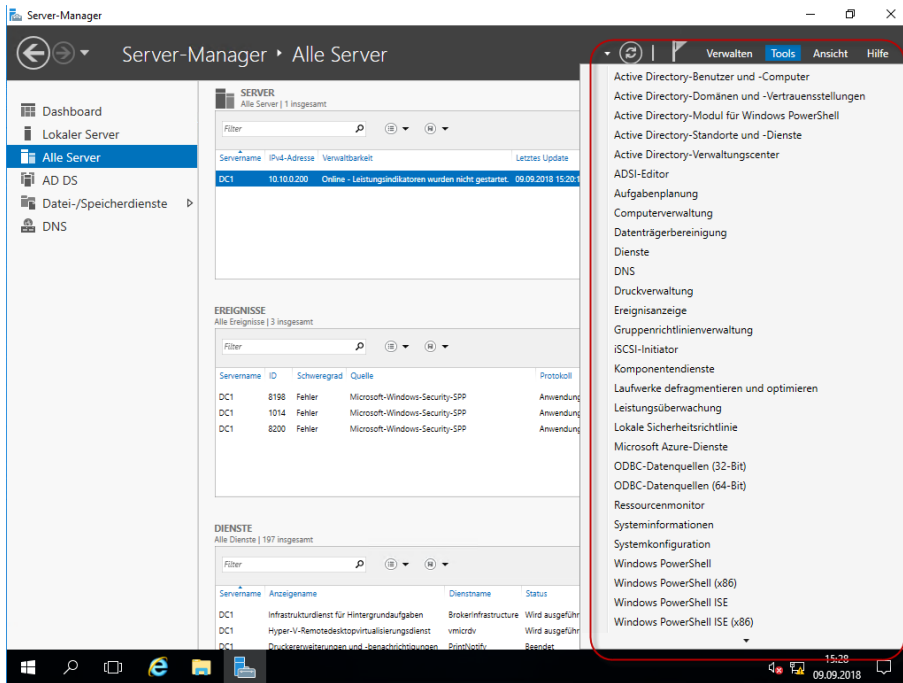 Server-Manager
Server-Manager ‣ Alle Server
Verwalten Tools Ansicht Hilfe
Dashboard
Lokaler Server
Alle Server
AD DS
Datei-/Speicherdienste
DNS
SERVER
Alle Server | 1 insgesamt
Filter
Servername IPv4-Adresse Verwaltbarkeit Letztes Update
DC1 10.10.0.200 Online - Leistungsindikatoren wurden nicht gestartet. 09.09.2018 15:20:1
EREIGNISSE
Alle Ereignisse | 3 insgesamt
Filter
Servername ID Schweregrad Quelle Protokoll
DC1 8198 Fehler Microsoft-Windows-Security-SPP Anwendung
DC1 1014 Fehler Microsoft-Windows-Security-SPP Anwendung
DC1 8200 Fehler Microsoft-Windows-Security-SPP Anwendung
DIENSTE
Alle Dienste | 197 insgesamt
Filter
Servername Anzeigename Dienstname Status
DC1 Infrastrukturdienst für Hintergrundaufgaben BrokerInfrastructure Wird ausgeführ
DC1 Hyper-V-Remotedesktopvirtualisierungsdienst vmicrdv Wird ausgeführ
DC1 Druckererweiterungen und -benachrichtigungen PrintNotify Beendet
Active Directory-Benutzer und -Computer
Active Directory-Domänen und -Vertrauensstellungen
Active Directory-Modul für Windows PowerShell
Active Directory-Standorte und -Dienste
Active Directory-Verwaltungscenter
ADSI-Editor
Aufgabenplanung
Computerverwaltung
Datenträgerbereinigung
Dienste
DNS
Druckverwaltung
Ereignisanzeige
Gruppenrichtlinienverwaltung
iSCSI-Initiator
Komponentendienste
Laufwerke defragmentieren und optimieren
Leistungsüberwachung
Lokale Sicherheitsrichtlinie
Microsoft Azure-Dienste
ODBC-Datenquellen (32-Bit)
ODBC-Datenquellen (64-Bit)
Ressourcenmonitor
Systeminformationen
Systemkonfiguration
Windows PowerShell
Windows PowerShell (x86)
Windows PowerShell ISE
Windows PowerShell ISE (x86)
15:28
09.09.2018